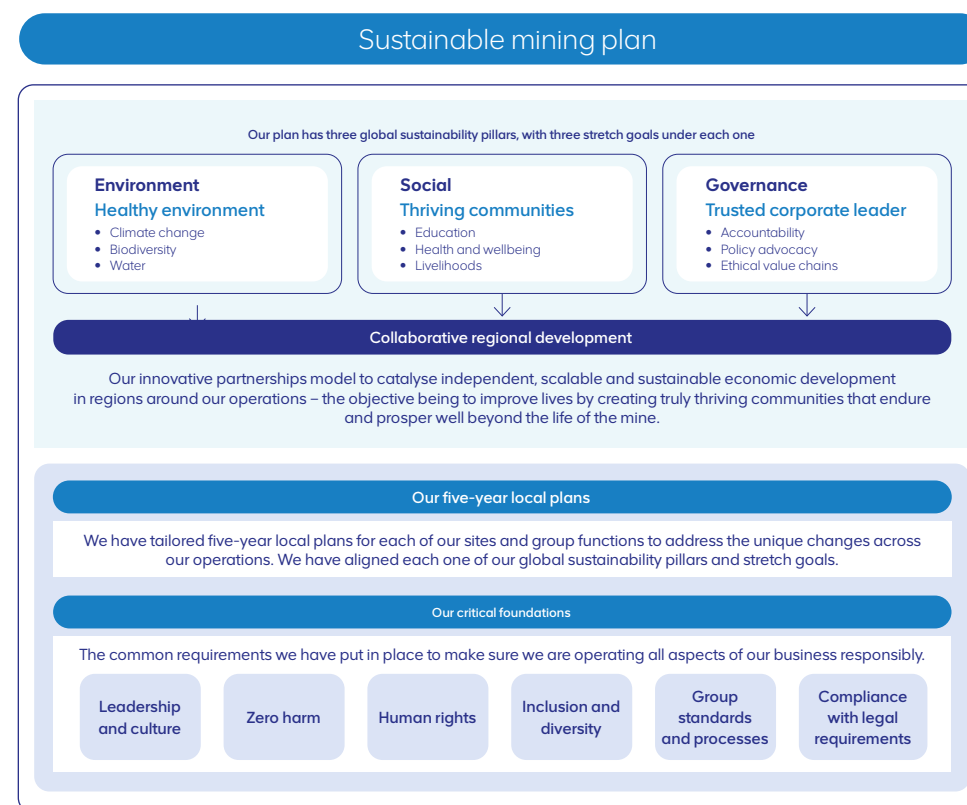 Sustainable mining plan
Our plan has three global sustainability pillars, with three stretch goals under each one
Environment
Healthy environment
• Climate change
• Biodiversity
• Water
Social
Thriving communities
• Education
• Health and wellbeing
• Livelihoods
Governance
Trusted corporate leader
• Accountability
• Policy advocacy
• Ethical value chains
Collaborative regional development
Our innovative partnerships model to catalyse independent, scalable and sustainable economic development
in regions around our operations – the objective being to improve lives by creating truly thriving communities that endure
and prosper well beyond the life of the mine.
Our five-year local plans
We have tailored five-year local plans for each of our sites and group functions to address the unique changes across
our operations. We have aligned each one of our global sustainability pillars and stretch goals.
Our critical foundations
The common requirements we have put in place to make sure we are operating all aspects of our business responsibly.
Leadership
and culture
Zero harm
Human rights
Inclusion and
diversity
Group
standards
and processes
Compliance
with legal
requirements